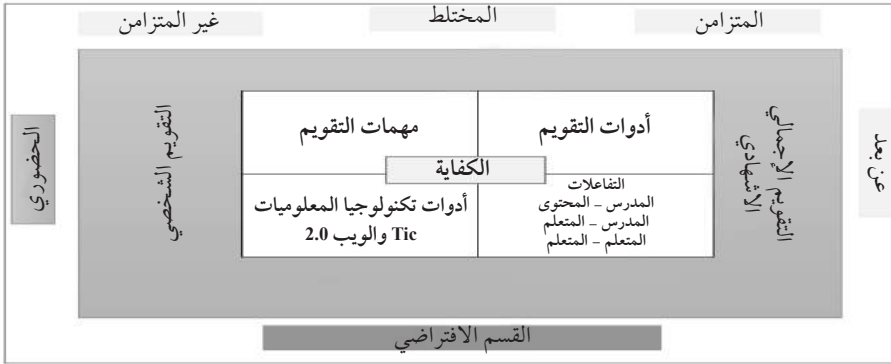 المتزامن
المختلط
غير المتزامن
عن بعد
التقويم الإجمالي
الاشهادي
أدوات التقويم
مهمات التقويم
الكفاية
التفاعلات
المدرس – المحتوى
المدرس – المتعلم
المتعلم – المتعلم
أدوات تكنولوجيا المعلوميات
Tic والويب 2.0
التقويم الشخصي
الحضوري
القسم الافتراضي